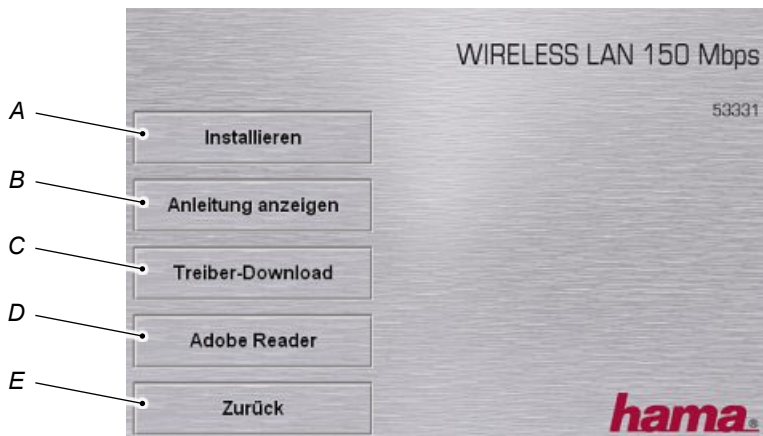 WIRELESS LAN 150 Mbps
53331
A
Installieren
B
Anleitung anzeigen
C
Treiber-Download
D
Adobe Reader
E
Zurück
hama®